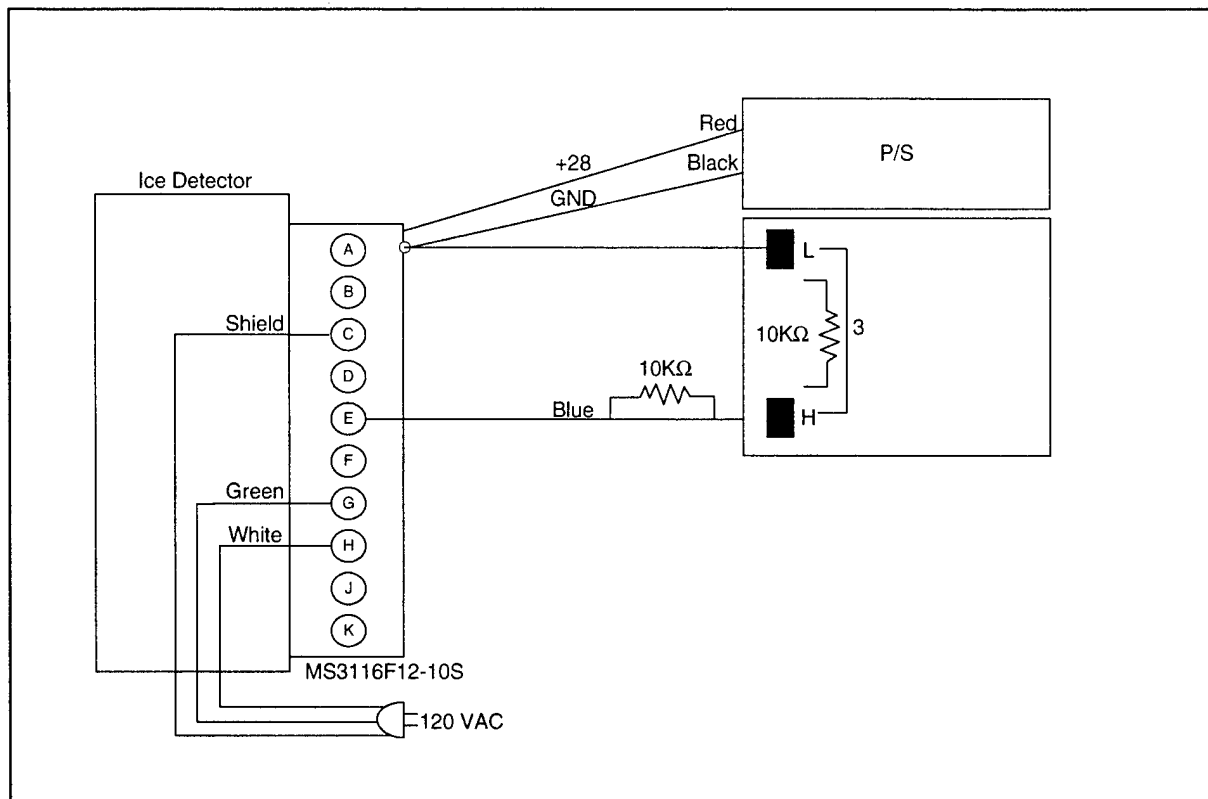 Red
P/S
+28
Black
Ice Detector
GND
A
L
B
Shield
C
10KΩ
3
D
10KΩ
Blue
E
H
F
Green
G
White
H
J
K
MS3116F12-10S
120 VAC